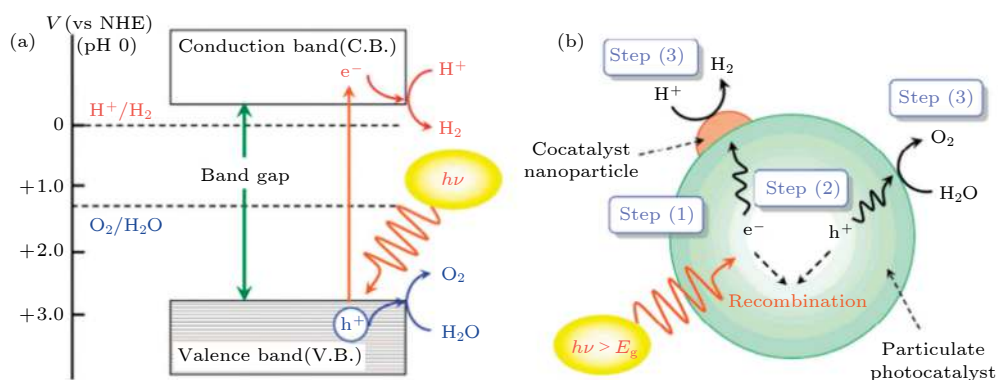 (a)
V (vs NHE)
(pH 0)
H⁺/H₂
0
+1.0
O₂/H₂O
+2.0
+3.0
Conduction band(C.B.)
e⁻
H⁺
H₂
Band gap
hν
O₂
h⁺
H₂O
Valence band(V.B.)
(b)
Step (3)
H₂
H⁺
Step (3)
O₂
H₂O
Cocatalyst
nanoparticle
Step (2)
Step (1)
e⁻
h⁺
Recombination
hν > E_g
Particulate
photocatalyst